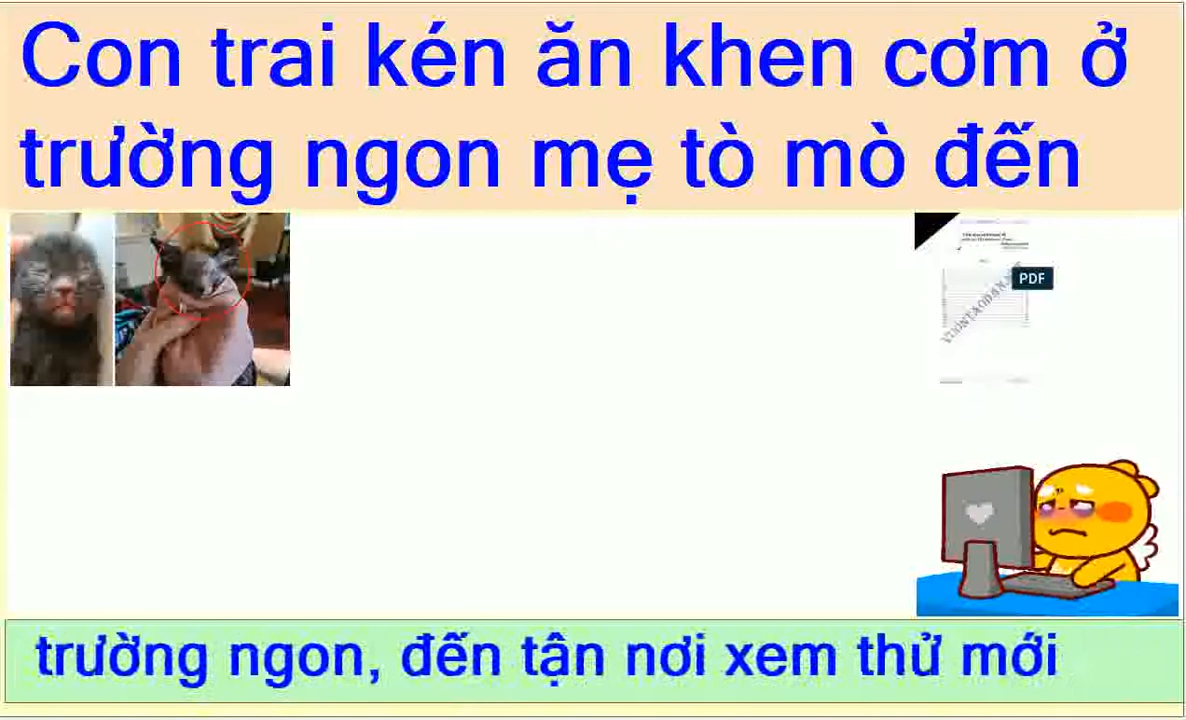 Con trai kén ăn khen cơm ở
trường ngon mẹ tò mò đến
PDF
VUONTAODAN.N
trường ngon, đến tận nơi xem thử mới